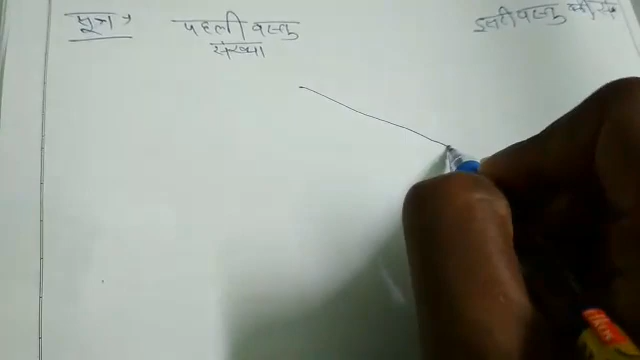 सूत्र → पहली वस्तु
संख्या
दूसरी वस्तु की